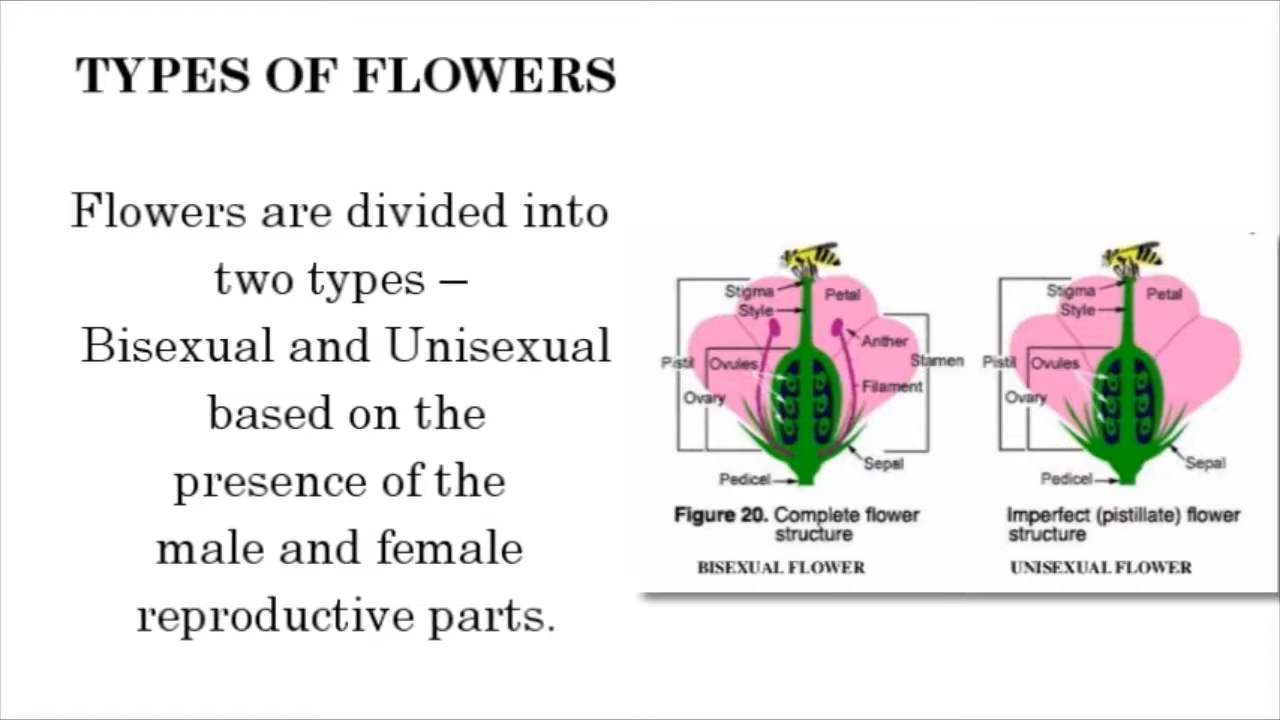 TYPES OF FLOWERS
Flowers are divided into
two types –
Bisexual and Unisexual
based on the
presence of the
male and female
reproductive parts.
Stigma
Petal
Style
Anther
Pistil
Ovules
Stamen
Filament
Ovary
Sepal
Pedicel
Figure 20. Complete flower
structure
BISEXUAL FLOWER
Stigma
Petal
Style
Pistil
Ovules
Ovary
Sepal
Pedicel
Imperfect (pistillate) flower
structure
UNISEXUAL FLOWER